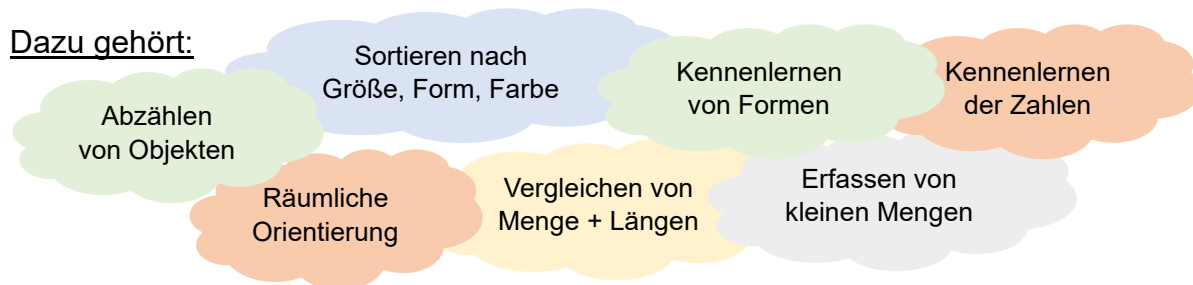 Dazu gehört:
Sortieren nach
Größe, Form, Farbe
Kennenlernen
von Formen
Kennenlernen
der Zahlen
Abzählen
von Objekten
Räumliche
Orientierung
Vergleichen von
Menge + Längen
Erfassen von
kleinen Mengen